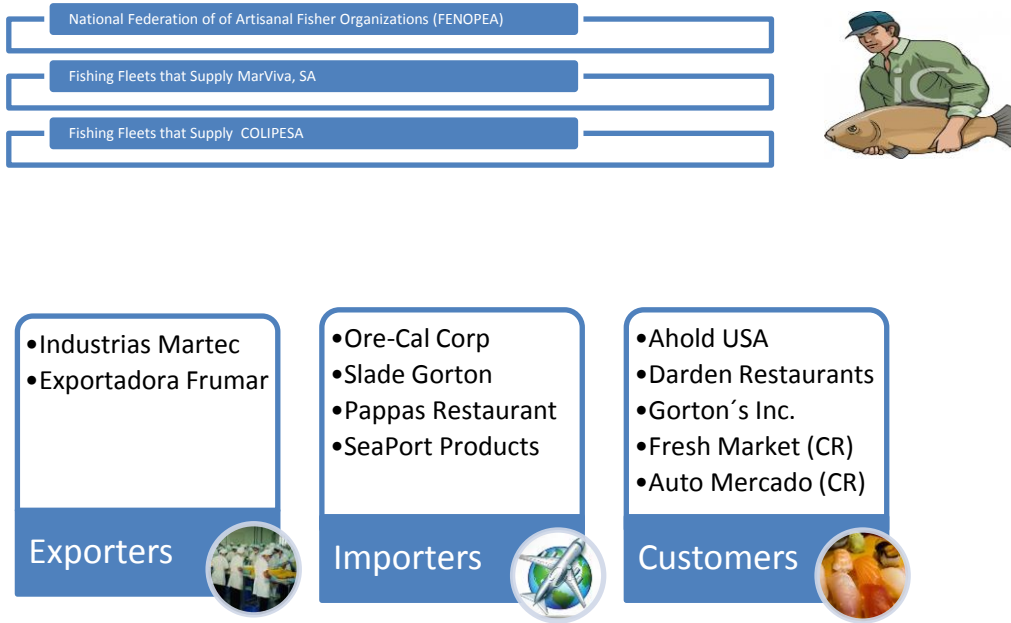 National Federation of of Artisanal Fisher Organizations (FENOPEA)
Fishing Fleets that Supply MarViva, SA
Fishing Fleets that Supply COLIPESA
iC
•Industrias Martec
•Exportadora Frumar
Exporters
•Ore-Cal Corp
•Slade Gorton
•Pappas Restaurant
•SeaPort Products
Importers
•Ahold USA
•Darden Restaurants
•Gorton´s Inc.
•Fresh Market (CR)
•Auto Mercado (CR)
Customers